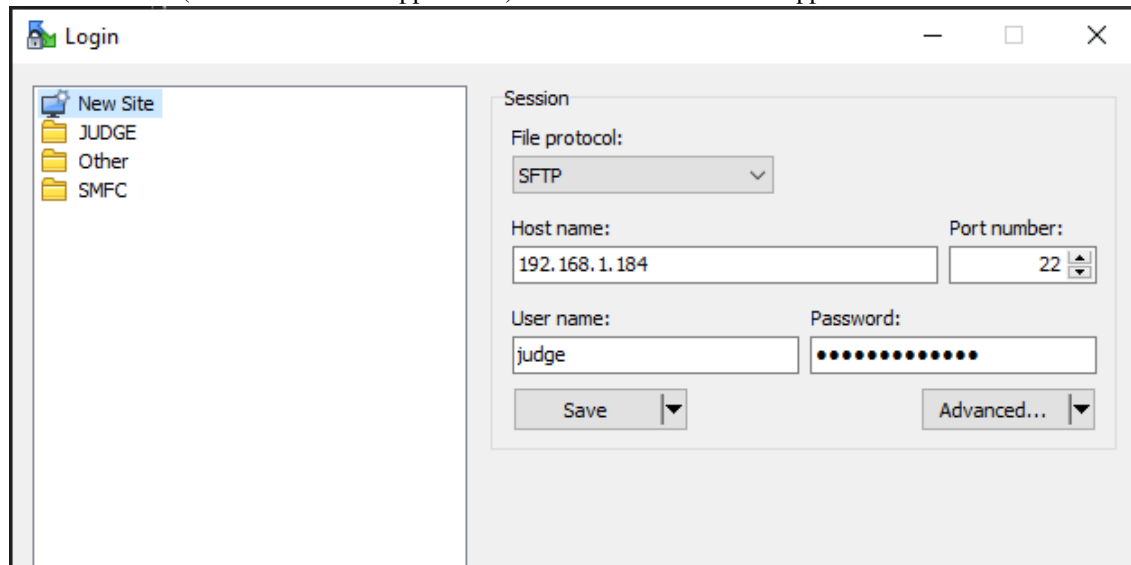 Login
New Site
JUDGE
Other
SMFC
Session
File protocol:
SFTP
Host name:
Port number:
192.168.1.184
22
User name:
Password:
judge
●●●●●●●●●●●●●
Save
Advanced...